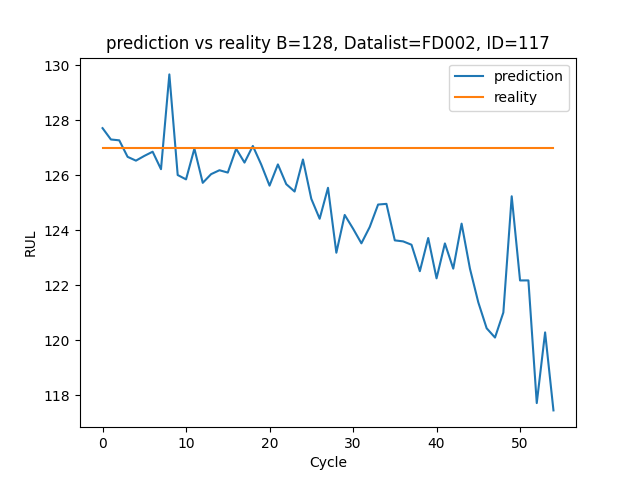 prediction vs reality B=128, Datalist=FD002, ID=117
prediction
reality
130
128
126
124
122
120
118
RUL
0 10 20 30 40 50
Cycle